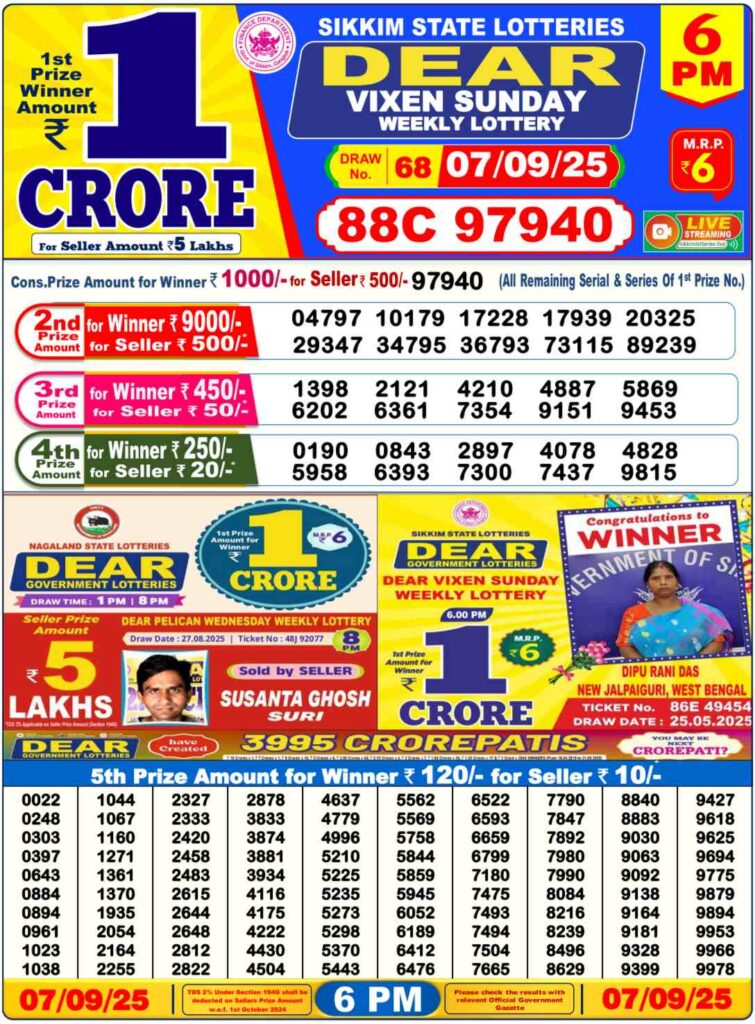 1st
Prize
Winner
Amount
₹
1
CRORE
For Seller Amount ₹5 Lakhs
FINANCE DEPARTMENT
Govt. of Sikkim, Gangtok
SIKKIM STATE LOTTERIES
DEAR
VIXEN SUNDAY
WEEKLY LOTTERY
6
PM
DRAW No. 68 07/09/25
M.R.P.
₹6
88C 97940
LIVE
STREAMING
Cons.Prize Amount for Winner ₹ 1000/- for Seller ₹ 500/- 97940 (All Remaining Serial & Series Of 1st Prize No.)
2nd Prize Amount for Winner ₹ 9000/-
for Seller ₹ 500/-
04797 10179 17228 17939 20325
29347 34795 36793 73115 89239
3rd Prize Amount for Winner ₹ 450/-
for Seller ₹ 50/-
1398 2121 4210 4887 5869
6202 6361 7354 9151 9453
4th Prize Amount for Winner ₹ 250/-
for Seller ₹ 20/-
0190 0843 2897 4078 4828
5958 6393 7300 7437 9815
NAGALAND STATE LOTTERIES
DEAR
GOVERNMENT LOTTERIES
DRAW TIME : 1 PM | 8 PM
1st Prize
Amount for
Winner
₹
1
CRORE
M.R.P.
₹6
Seller Prize
Amount
₹5
LAKHS
DEAR PELICAN WEDNESDAY WEEKLY LOTTERY
Draw Date : 27.08.2025 | Ticket No : 48J 92077
8
PM
Sold by SELLER
SUSANTA GHOSH
SURI
SIKKIM STATE LOTTERIES
DEAR
GOVERNMENT LOTTERIES
DEAR VIXEN SUNDAY
WEEKLY LOTTERY
6.00 PM
1st Prize
Amount for
Winner
₹
1
CRORE
M.R.P.
₹6
Congratulations to
WINNER
ERNMENT OF SI
DIPU RANI DAS
NEW JALPAIGURI, WEST BENGAL
TICKET No. 86E 49454
DRAW DATE : 25.05.2025
DEAR
GOVERNMENT LOTTERIES
have
Created
3995 CROREPATIS
YOU MAY BE
NEXT
CROREPATI?
5th Prize Amount for Winner ₹ 120/- for Seller ₹ 10/-
0022 1044 2327 2878 4637 5562 6522 7790 8840 9427
0248 1067 2333 3833 4779 5569 6593 7847 8883 9618
0303 1160 2420 3874 4996 5758 6659 7892 9030 9625
0397 1271 2458 3881 5210 5844 6799 7980 9063 9694
0643 1361 2483 3934 5225 5859 7180 7990 9092 9775
0884 1370 2615 4116 5235 5945 7475 8084 9138 9879
0894 1935 2644 4175 5273 6052 7493 8216 9164 9894
0961 2054 2648 4222 5298 6189 7494 8239 9181 9953
1023 2164 2812 4430 5370 6412 7504 8496 9328 9966
1038 2255 2822 4504 5443 6476 7665 8629 9399 9978
07/09/25
TDS 2% Under Section 194G shall be
deducted on Sellers Prize Amount
w.e.f. 1st October 2024
6 PM
Please check the results with
relevant Official Government
Gazette
07/09/25